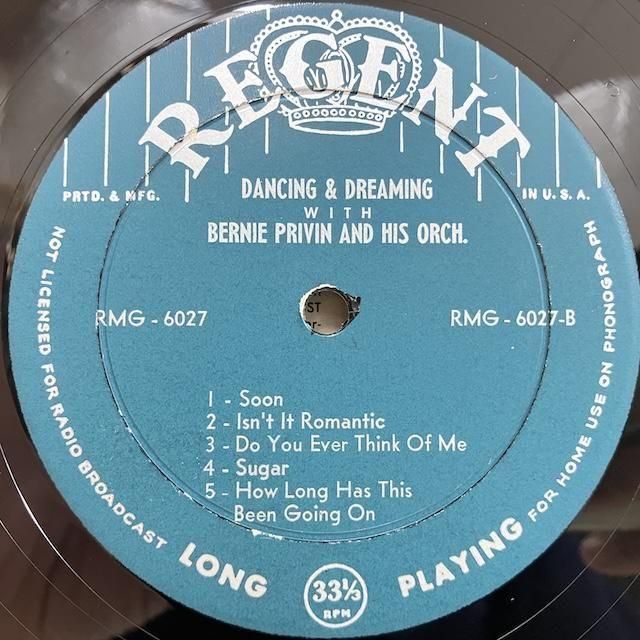 REGENT
PRTD. & MFG.
IN U. S. A.
DANCING & DREAMING
WITH
BERNIE PRIVIN AND HIS ORCH.
RMG - 6027
RMG - 6027-B
1 - Soon
2 - Isn't It Romantic
3 - Do You Ever Think Of Me
4 - Sugar
5 - How Long Has This
Been Going On
NOT LICENSED FOR RADIO BROADCAST
LONG
33 1/3
RPM
PLAYING
FOR HOME USE ON PHONOGRAPH